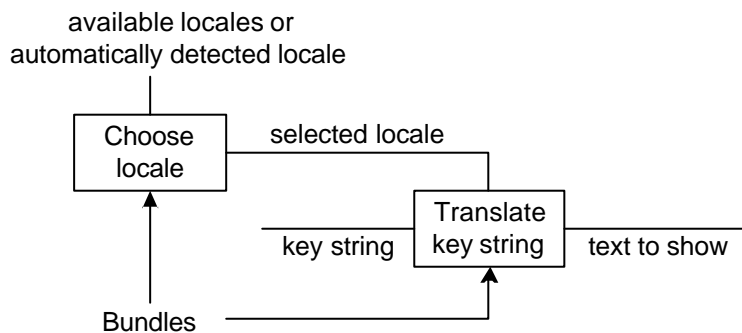 available locales or
automatically detected locale
Choose
locale
selected locale
Translate
key string
key string
text to show
Bundles